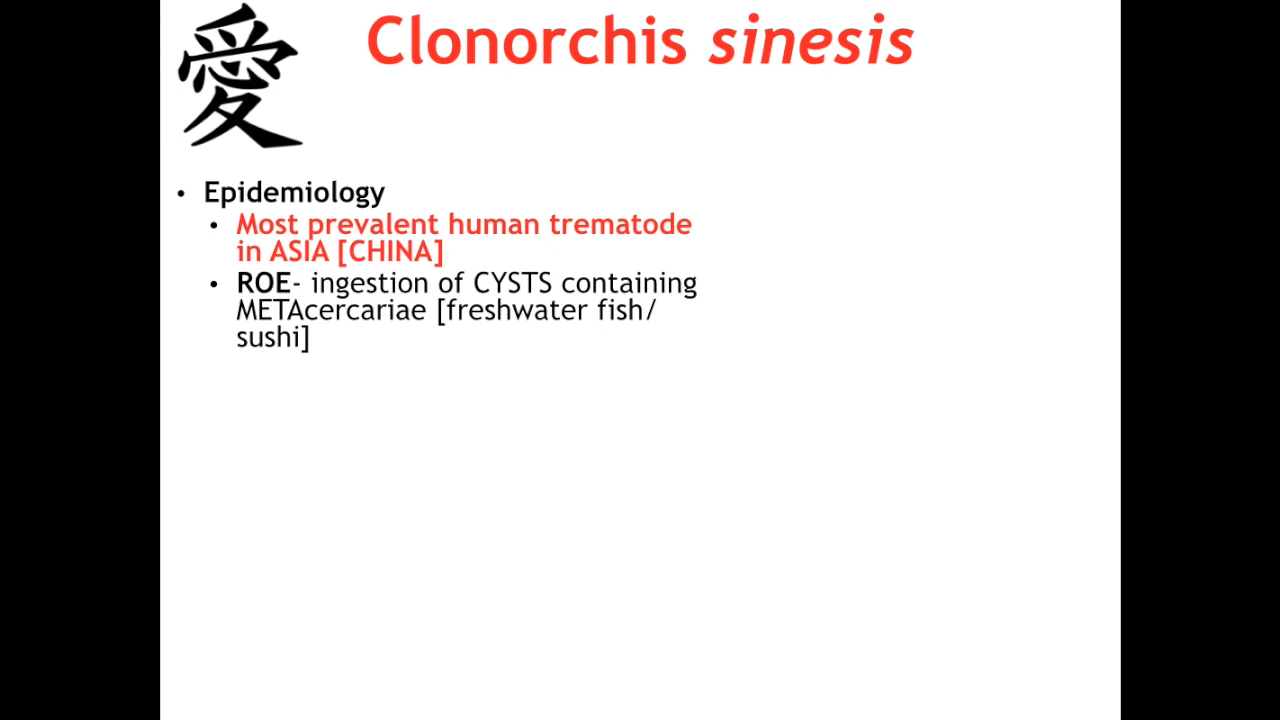 愛
Clonorchis sinesis
• Epidemiology
• Most prevalent human trematode
in ASIA [CHINA]
• ROE- ingestion of CYSTS containing
METAcercariae [freshwater fish/
sushi]